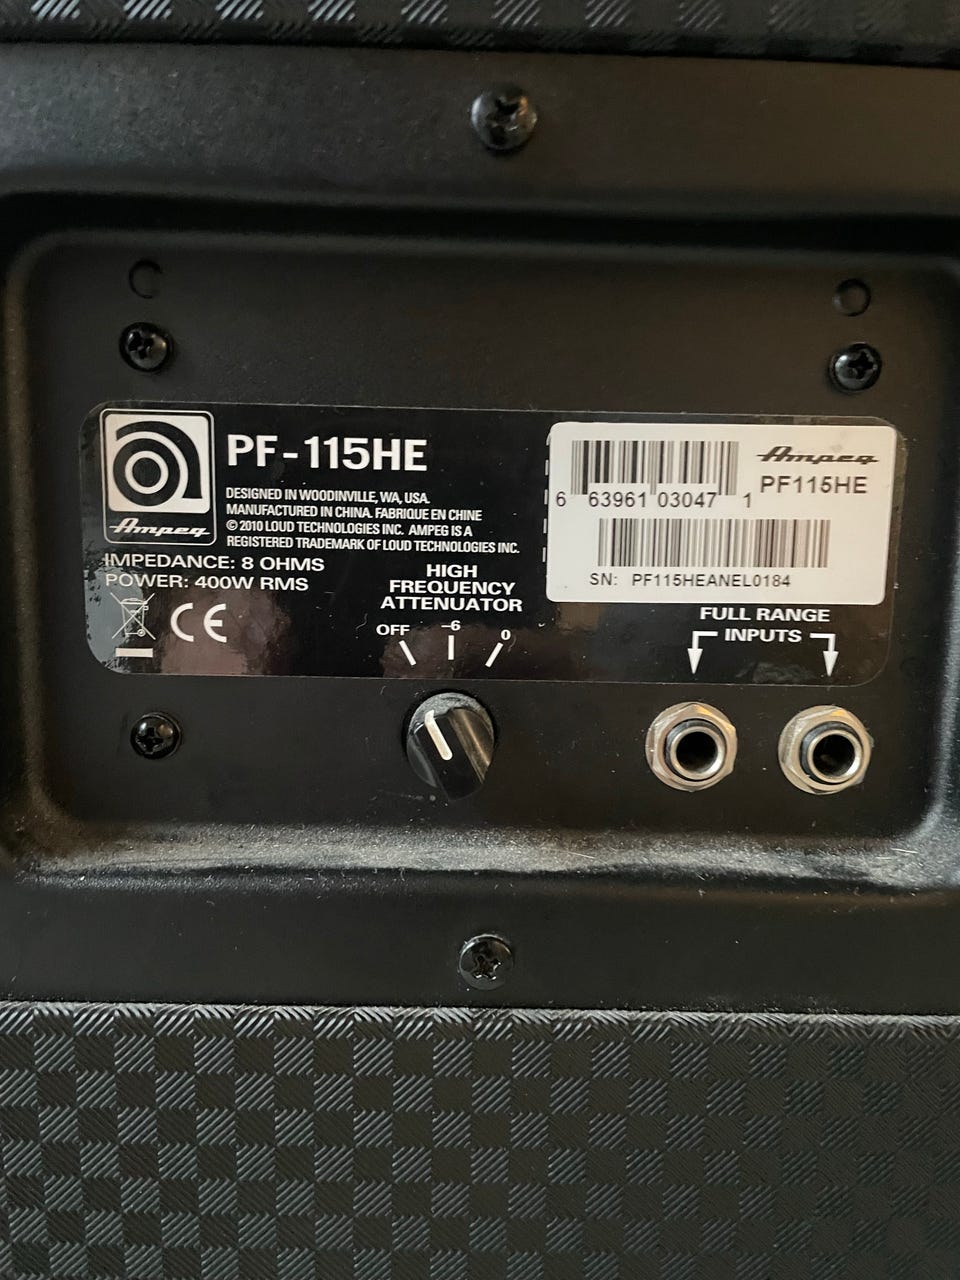 PF-115HE
DESIGNED IN WOODINVILLE, WA, USA.
MANUFACTURED IN CHINA. FABRIQUE EN CHINE
© 2010 LOUD TECHNOLOGIES INC. AMPEG IS A
REGISTERED TRADEMARK OF LOUD TECHNOLOGIES INC.
Ampeg
IMPEDANCE: 8 OHMS
POWER: 400W RMS
CE
HIGH
FREQUENCY
ATTENUATOR
OFF -6 0
Ampeg
PF115HE
6 63961 03047 1
SN: PF115HEANEL0184
FULL RANGE
INPUTS